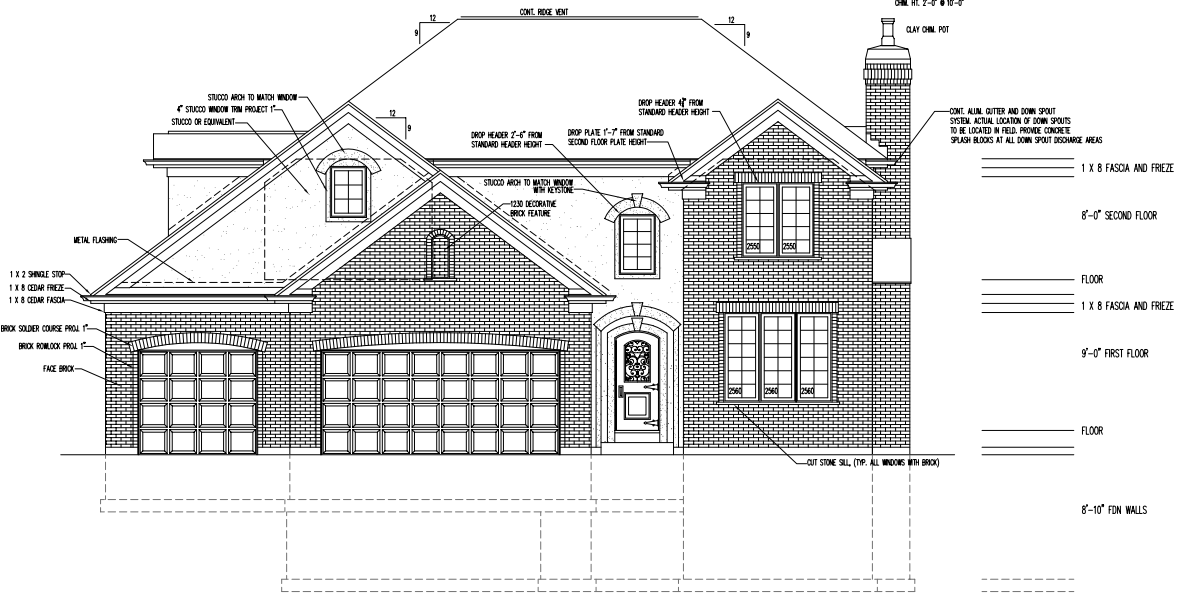 CHIM. HT. 2'-0" @ 10'-0"
CLAY CHIM. POT
12
CONT. RIDGE VENT
12
9
9
STUCCO ARCH TO MATCH WINDOW
4" STUCCO WINDOW TRIM PROJECT 1"
STUCCO OR EQUIVALENT
12
9
DROP HEADER 2'-6" FROM
STANDARD HEADER HEIGHT
DROP PLATE 1'-7" FROM STANDARD
SECOND FLOOR PLATE HEIGHT
DROP HEADER FROM
STANDARD HEADER HEIGHT
CONT. ALUM. GUTTER AND DOWN SPOUT
SYSTEM. ACTUAL LOCATION OF DOWN SPOUTS
TO BE LOCATED IN FIELD. PROVIDE CONCRETE
SPLASH BLOCKS AT ALL DOWN SPOUT DISCHARGE AREAS
1 X 8 FASCIA AND FRIEZE
STUCCO ARCH TO MATCH WINDOW
WITH KEYSTONE
1230 DECORATIVE
BRICK FEATURE
8'-0" SECOND FLOOR
METAL FLASHING
2550
2550
1 X 2 SHINGLE STOP
1 X 8 CEDAR FRIEZE
1 X 8 CEDAR FASCIA
FLOOR
1 X 8 FASCIA AND FRIEZE
BRICK SOLDIER COURSE PROJ. 1"
BRICK ROWLOCK PROJ. 1"
FACE BRICK
9'-0" FIRST FLOOR
2560
2560
2560
FLOOR
CUT STONE SILL, (TYP. ALL WINDOWS WITH BRICK)
8'-10" FDN WALLS